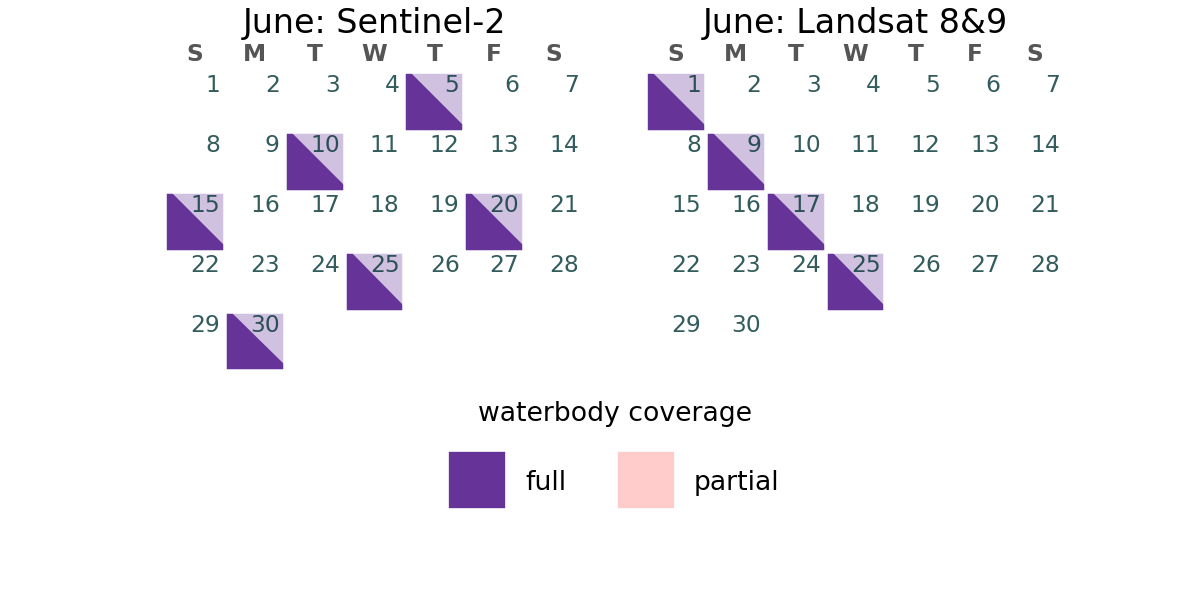 June: Sentinel-2
S M T W T F S
1 2 3 4 5 6 7
8 9 10 11 12 13 14
15 16 17 18 19 20 21
22 23 24 25 26 27 28
29 30
June: Landsat 8&9
S M T W T F S
1 2 3 4 5 6 7
8 9 10 11 12 13 14
15 16 17 18 19 20 21
22 23 24 25 26 27 28
29 30
waterbody coverage
full partial